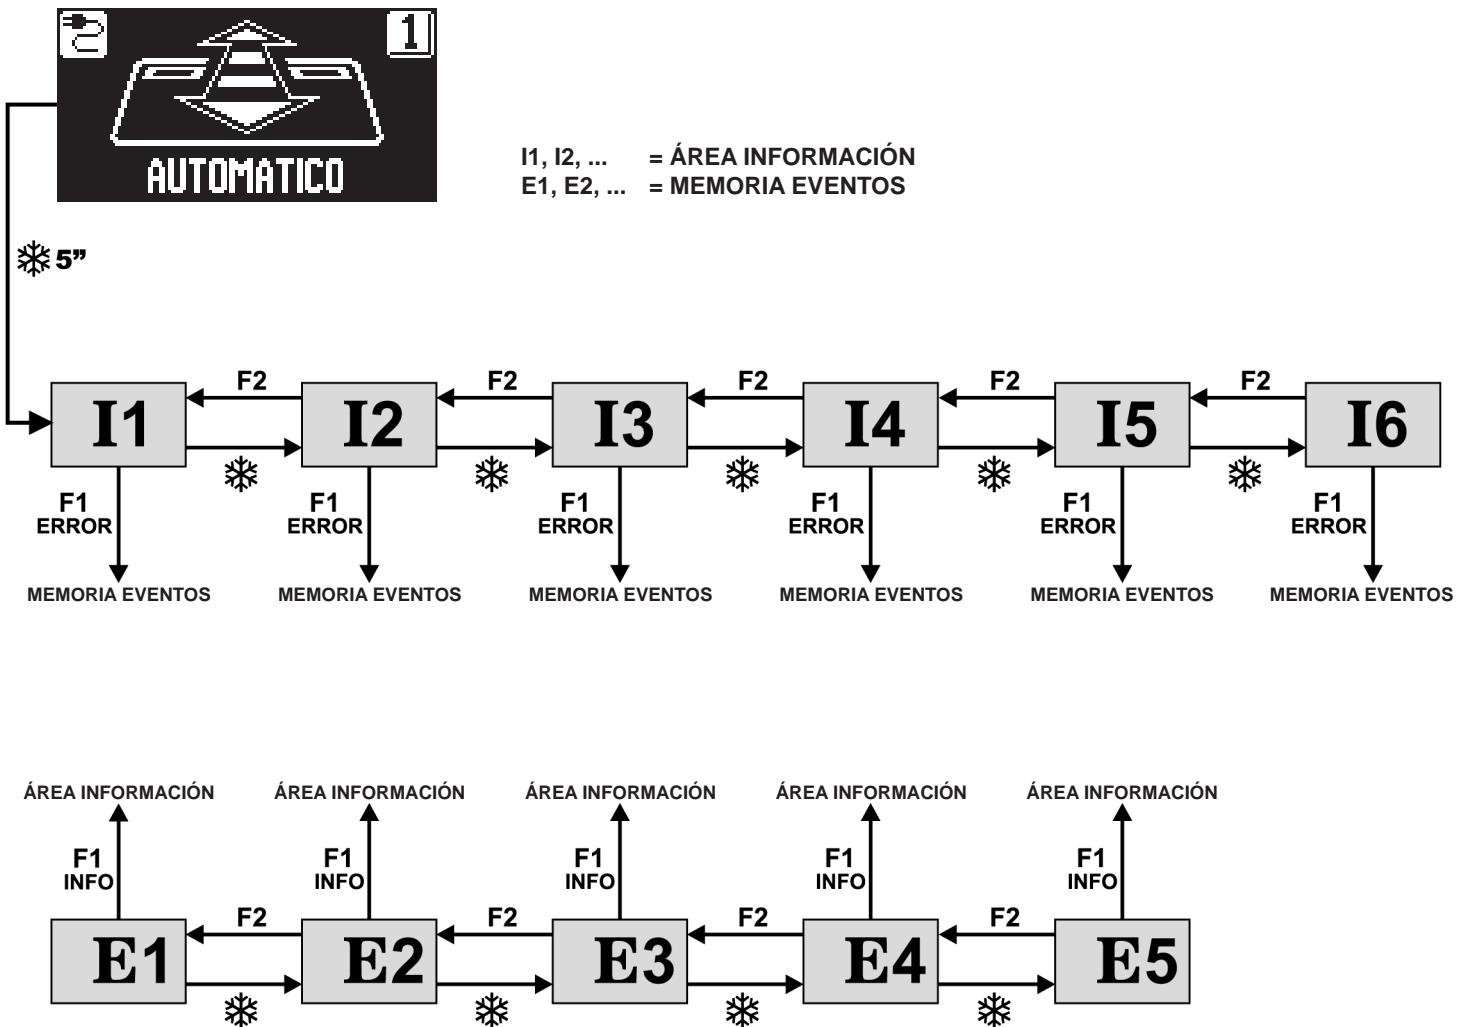 1
AUTOMATICO
I1, I2, ... = ÁREA INFORMACIÓN
E1, E2, ... = MEMORIA EVENTOS
5”
F2 F2 F2 F2 F2
I1 I2 I3 I4 I5 I6
F1 F1 F1 F1 F1 F1
ERROR ERROR ERROR ERROR ERROR ERROR
MEMORIA EVENTOS MEMORIA EVENTOS MEMORIA EVENTOS MEMORIA EVENTOS MEMORIA EVENTOS MEMORIA EVENTOS
ÁREA INFORMACIÓN ÁREA INFORMACIÓN ÁREA INFORMACIÓN ÁREA INFORMACIÓN ÁREA INFORMACIÓN
F1 F1 F1 F1 F1
INFO INFO INFO INFO INFO
F2 F2 F2 F2
E1 E2 E3 E4 E5